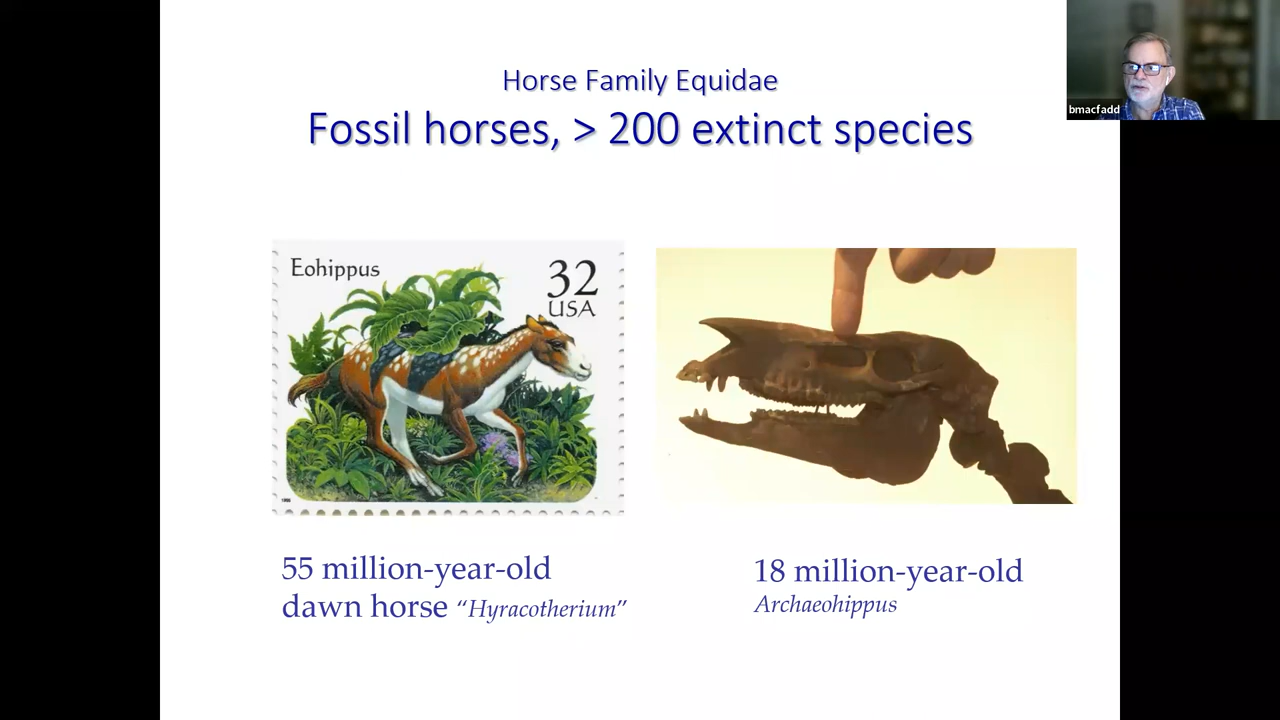 Horse Family Equidae
Fossil horses, > 200 extinct species
bmacfadd
Eohippus
32
USA
1998
55 million-year-old
dawn horse “Hyracotherium”
18 million-year-old
Archaeohippus